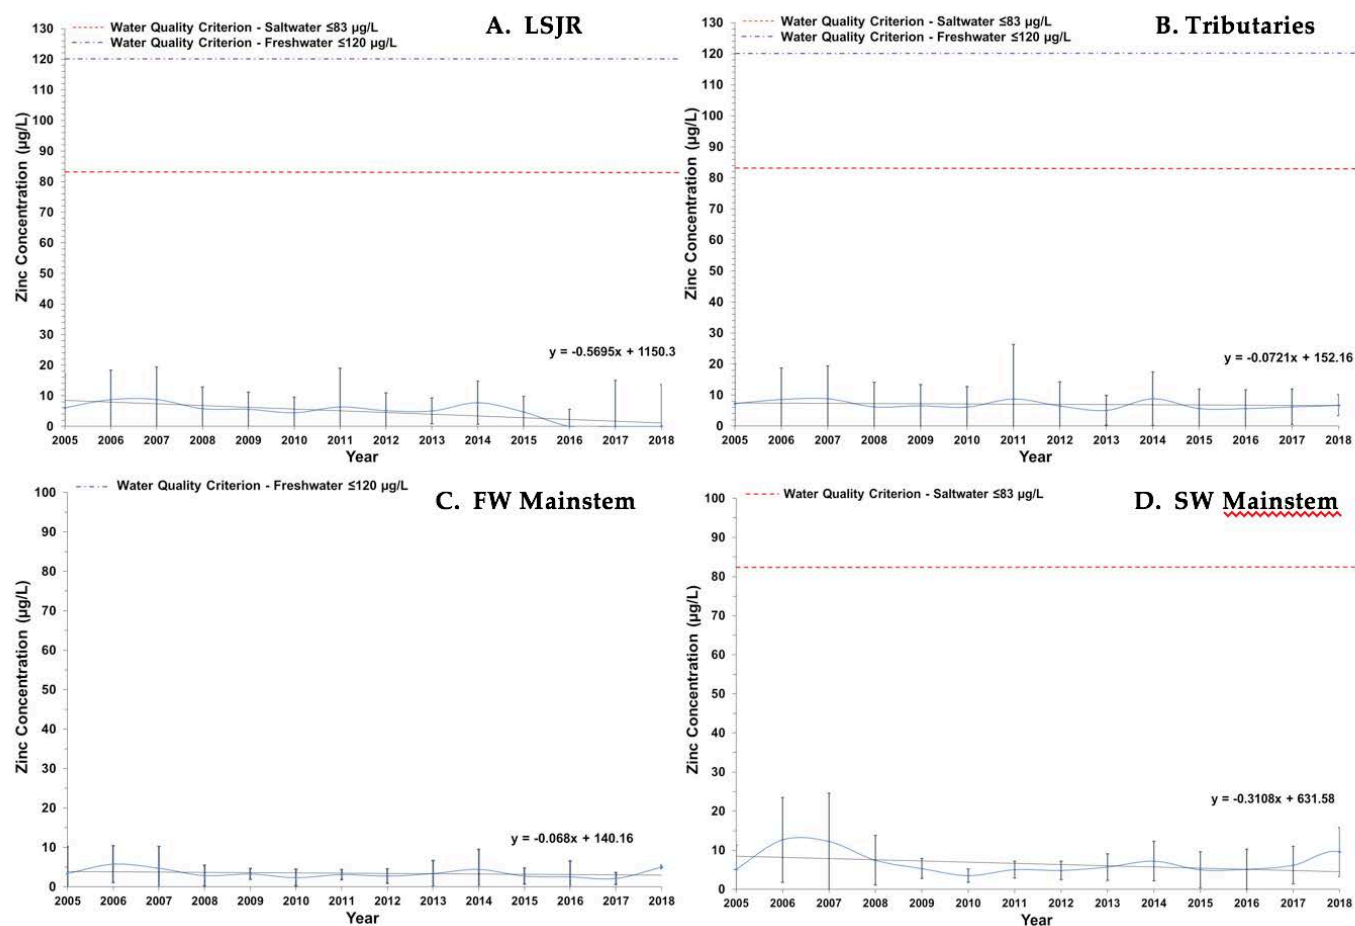 Water Quality Criterion - Saltwater ≤83 µg/L
Water Quality Criterion - Freshwater ≤120 µg/L
A. LSJR
Zinc Concentration (µg/L)
130
120
110
100
90
80
70
60
50
40
30
20
10
0
y = -0.5695x + 1150.3
2005 2006 2007 2008 2009 2010 2011 2012 2013 2014 2015 2016 2017 2018
Year
Water Quality Criterion - Saltwater ≤83 µg/L
Water Quality Criterion - Freshwater ≤120 µg/L
B. Tributaries
Zinc Concentration (µg/L)
130
120
110
100
90
80
70
60
50
40
30
20
10
0
y = -0.0721x + 152.16
2005 2006 2007 2008 2009 2010 2011 2012 2013 2014 2015 2016 2017 2018
Year
Water Quality Criterion - Freshwater ≤120 µg/L
C. FW Mainstem
Zinc Concentration (µg/L)
100
90
80
70
60
50
40
30
20
10
0
y = -0.068x + 140.16
2005 2006 2007 2008 2009 2010 2011 2012 2013 2014 2015 2016 2017 2018
Year
Water Quality Criterion - Saltwater ≤83 µg/L
D. SW Mainstem
Zinc Concentration (µg/L)
100
90
80
70
60
50
40
30
20
10
0
y = -0.3108x + 631.58
2005 2006 2007 2008 2009 2010 2011 2012 2013 2014 2015 2016 2017 2018
Year